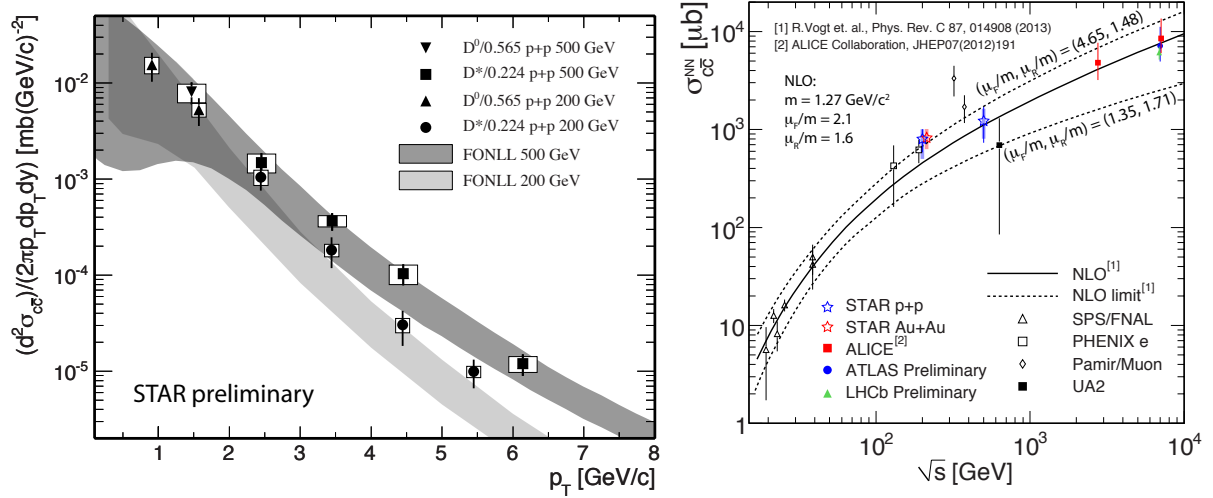 (d²σ_cc̅)/(2πp_T dp_T dy) [mb(GeV/c)⁻²]
10⁻²
10⁻³
10⁻⁴
10⁻⁵
D⁰/0.565 p+p 500 GeV
D*/0.224 p+p 500 GeV
D⁰/0.565 p+p 200 GeV
D*/0.224 p+p 200 GeV
FONLL 500 GeV
FONLL 200 GeV
STAR preliminary
1 2 3 4 5 6 7 8
p_T [GeV/c]
σ_cc̅^NN [μb]
10⁴
10³
10²
10
1
[1] R.Vogt et. al., Phys. Rev. C 87, 014908 (2013)
[2] ALICE Collaboration, JHEP07(2012)191
NLO:
m = 1.27 GeV/c²
μ_F/m = 2.1
μ_R/m = 1.6
(μ_F/m, μ_R/m) = (4.65, 1.48)
(μ_F/m, μ_R/m) = (1.35, 1.71)
STAR p+p
STAR Au+Au
ALICE[2]
ATLAS Preliminary
LHCb Preliminary
NLO[1]
NLO limit[1]
SPS/FNAL
PHENIX e
Pamir/Muon
UA2
10² 10³ 10⁴
√s [GeV]